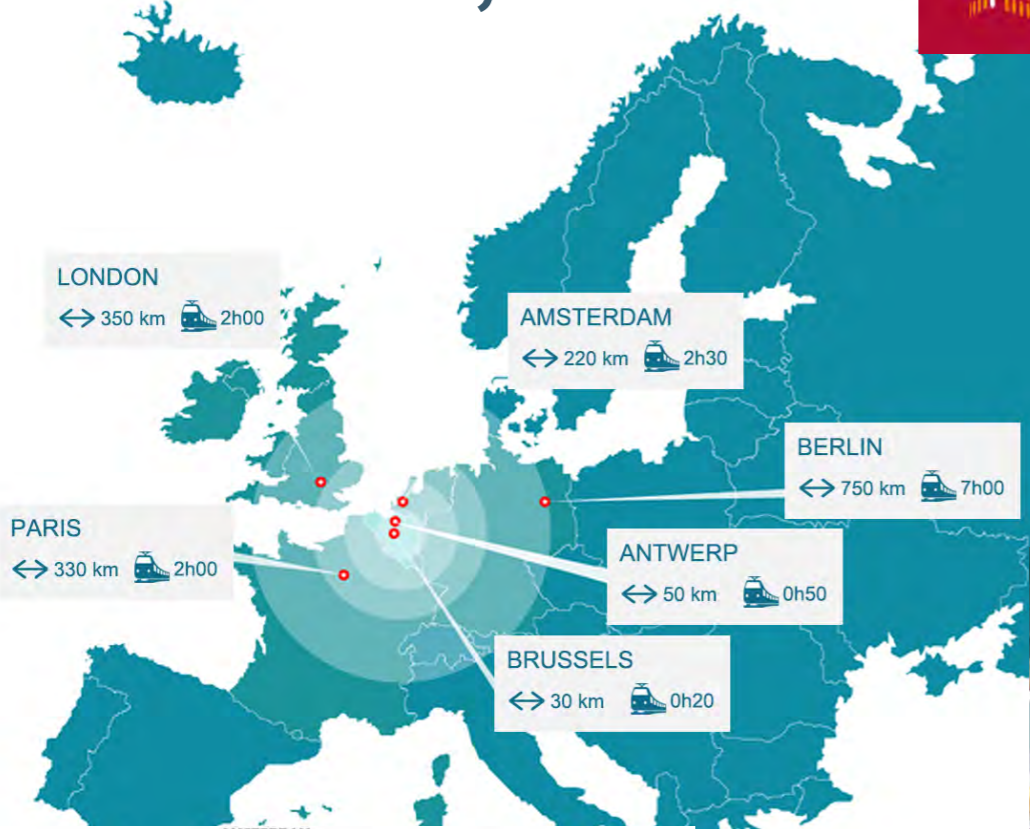 LONDON
350 km 2h00
AMSTERDAM
220 km 2h30
BERLIN
750 km 7h00
PARIS
330 km 2h00
ANTWERP
50 km 0h50
BRUSSELS
30 km 0h20